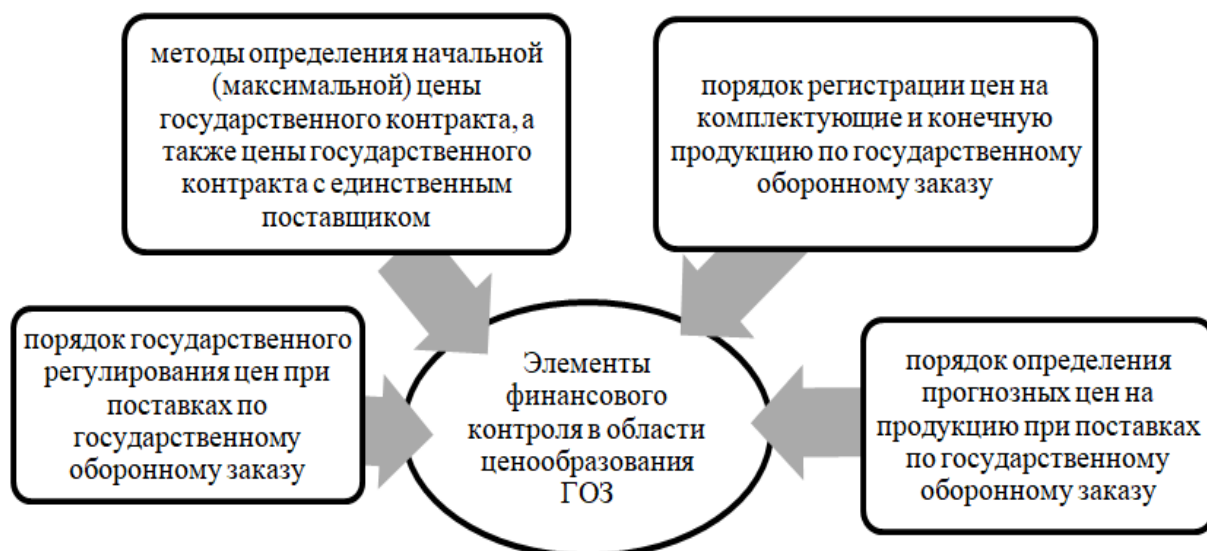 методы определения начальной
(максимальной) цены
государственного контракта, а
также цены государственного
контракта с единственным
поставщиком
порядок регистрации цен на
комплектующие и конечную
продукцию по государственному
оборонному заказу
порядок государственного
регулирования цен при
поставках по
государственному
оборонному заказу
Элементы
финансового
контроля в области
ценообразования
ГОЗ
порядок определения
прогнозных цен на
продукцию при поставках
по государственному
оборонному заказу